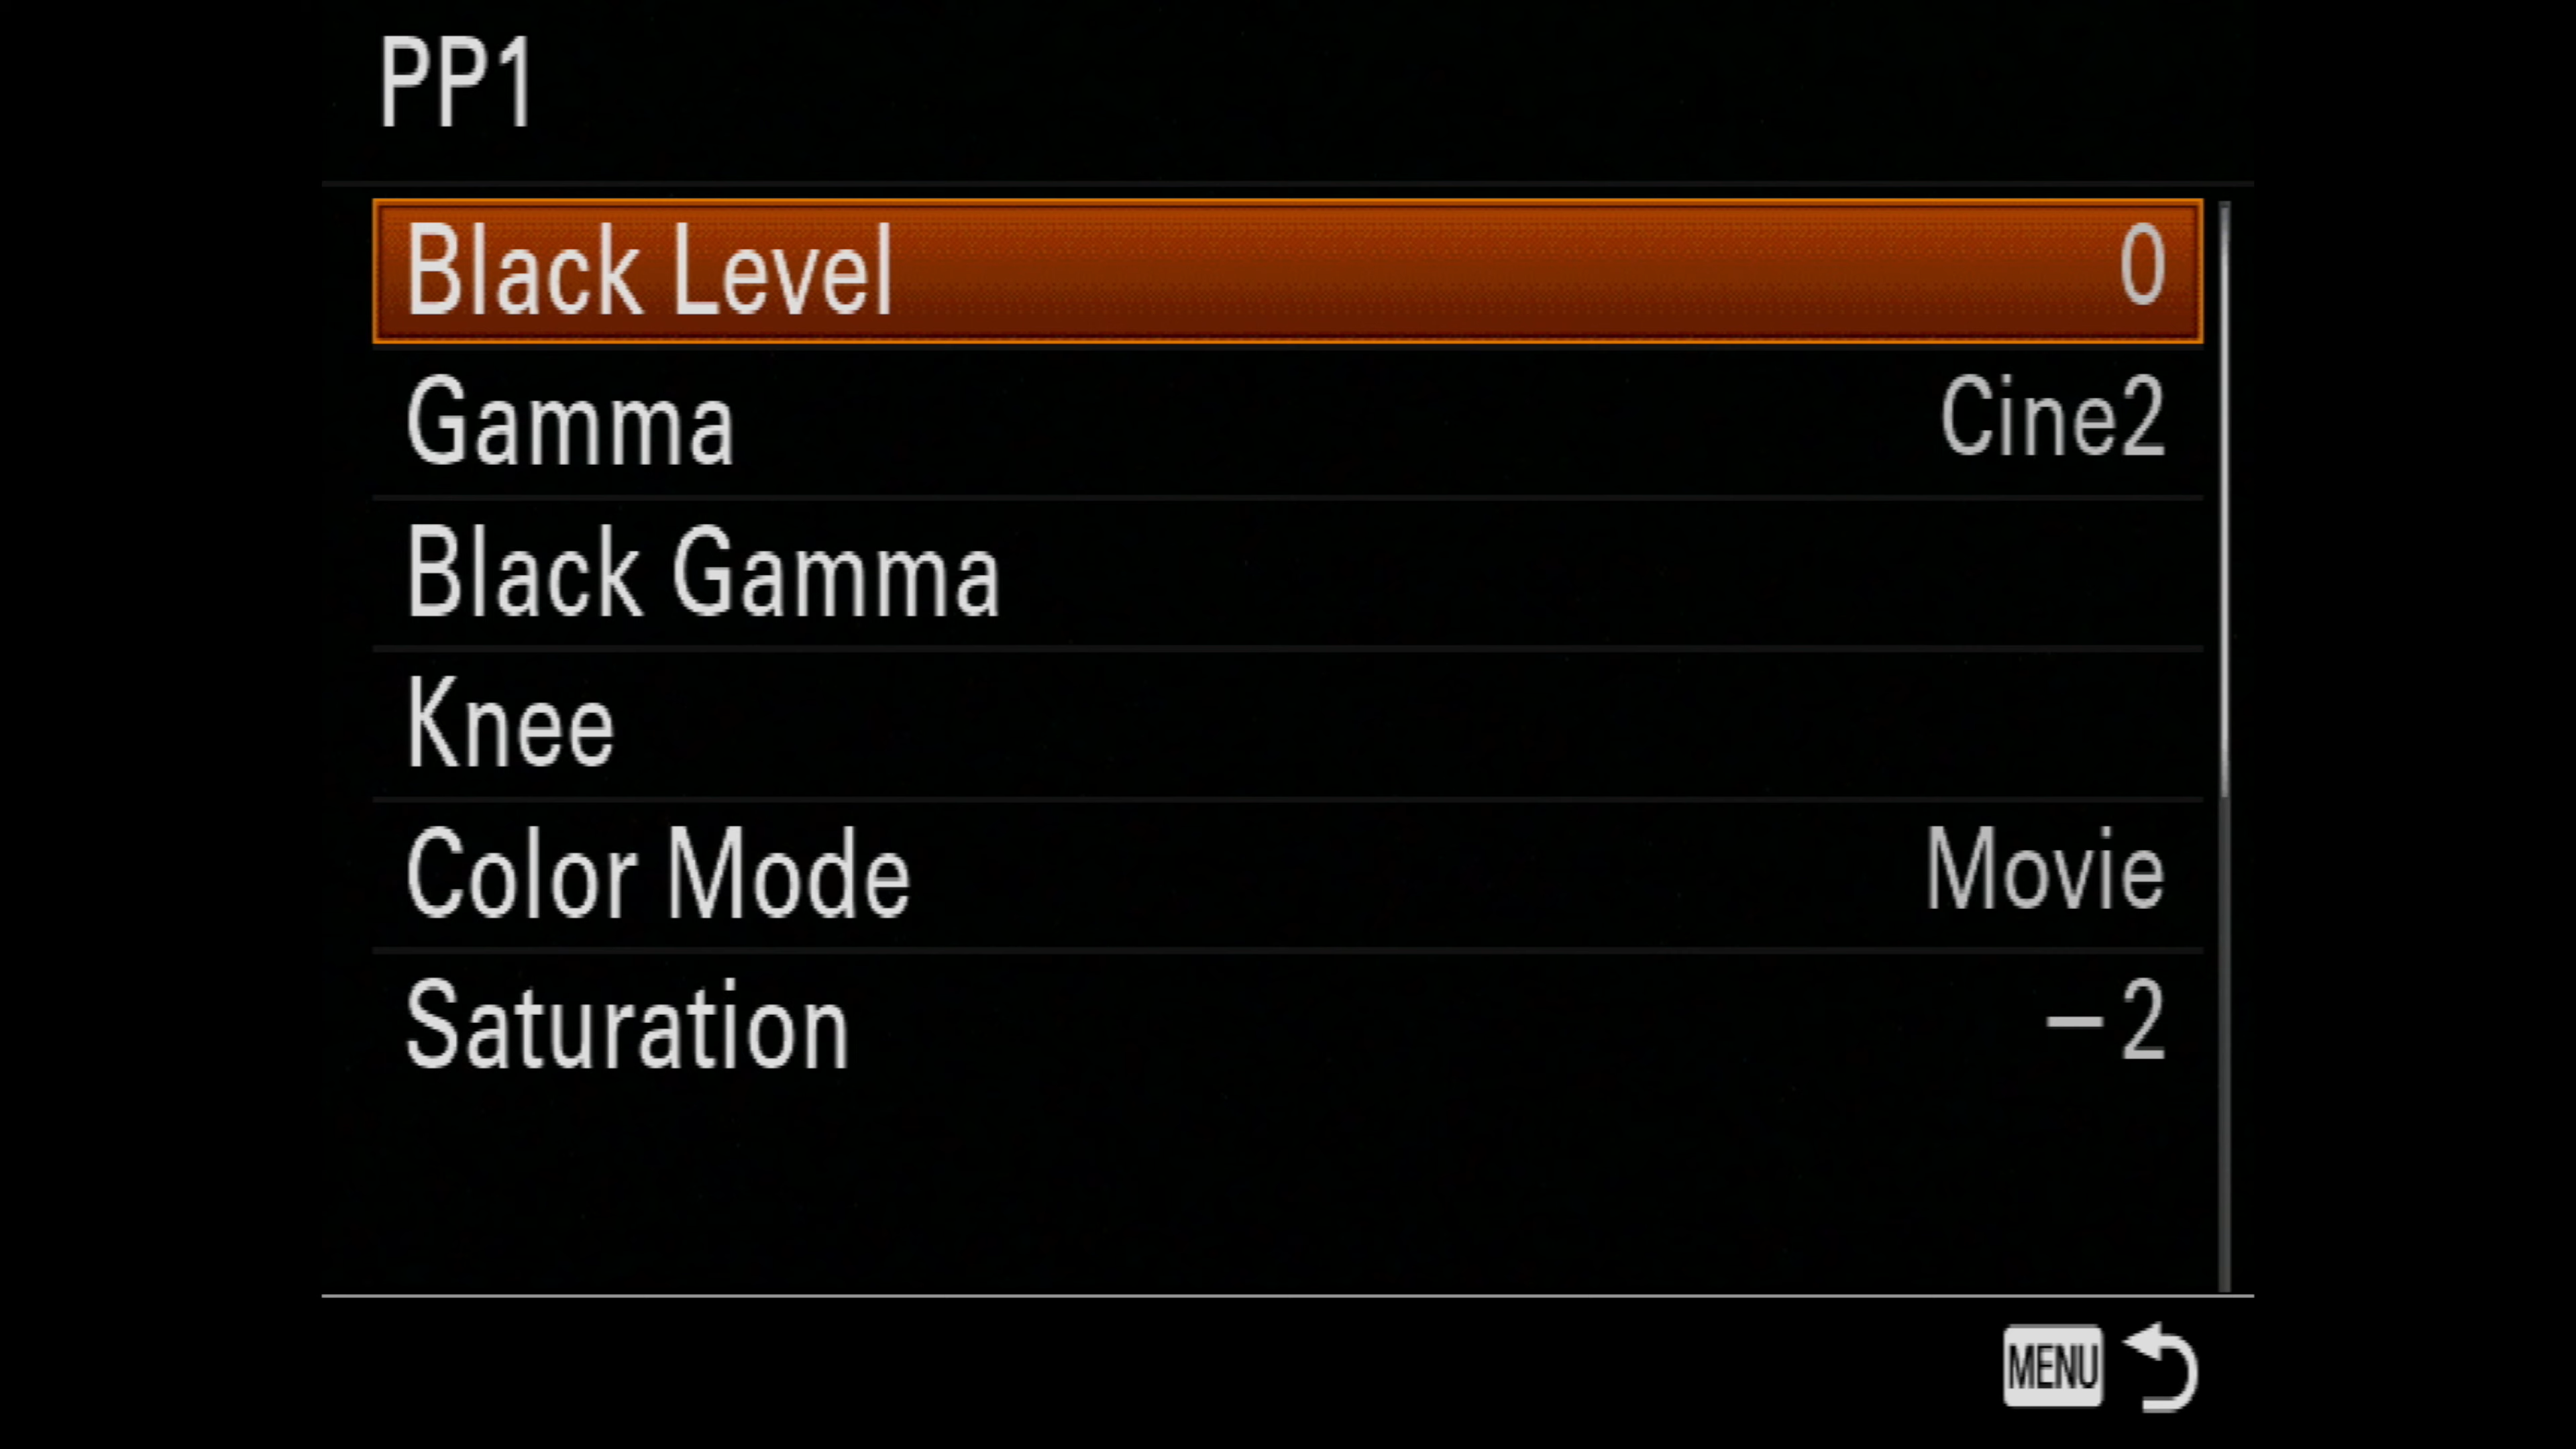 PP1
Black Level 0
Gamma Cine2
Black Gamma
Knee
Color Mode Movie
Saturation −2
MENU